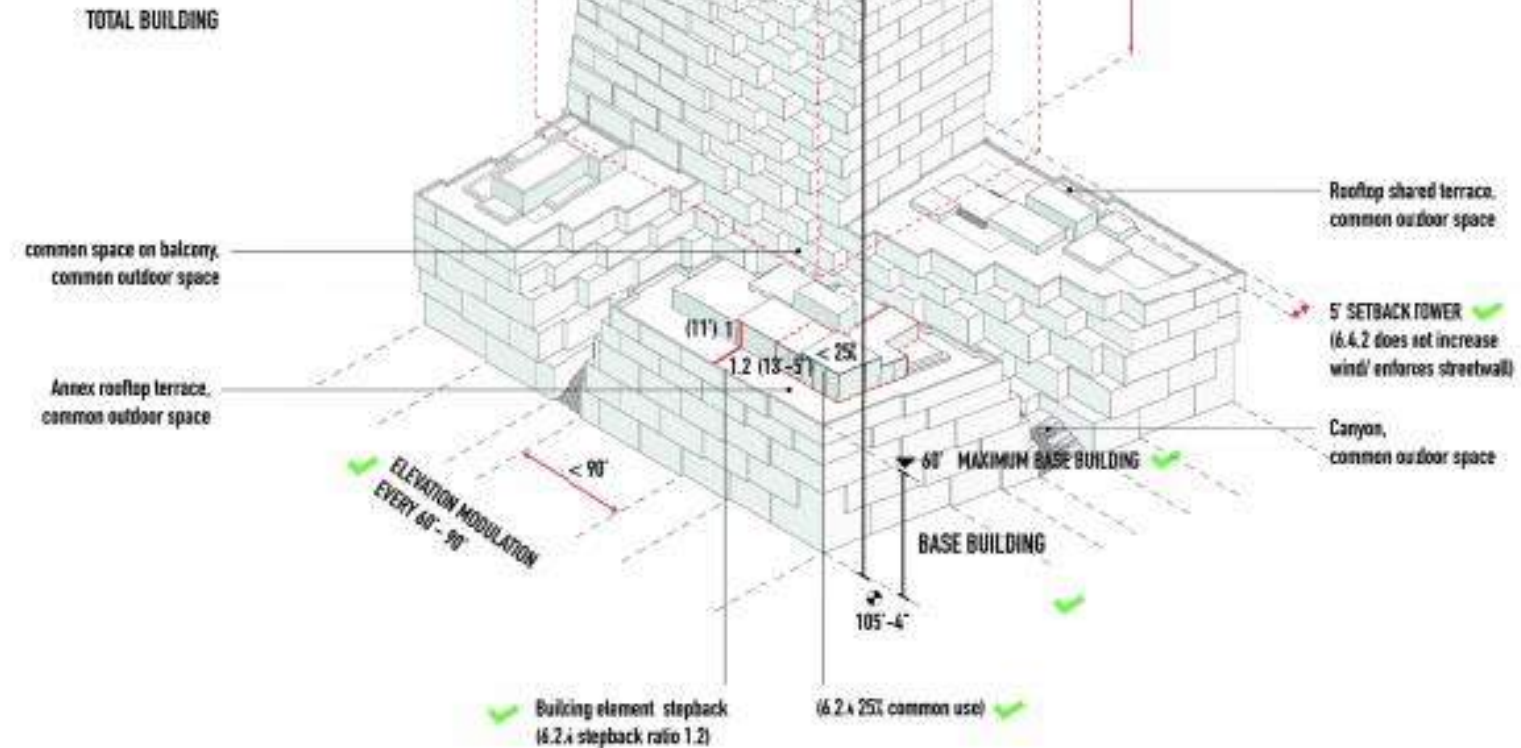 TOTAL BUILDING
common space on balcony,
common outdoor space
Rooftop shared terrace,
common outdoor space
5' SETBACK TOWER
(6.4.2 does not increase
wind/ enforces streetwall)
(11') 1
1.2 (13'-5")
< 25%
Annex rooftop terrace,
common outdoor space
Canyon,
common outdoor space
ELEVATION MODULATION
EVERY 60' - 90'
< 90'
60' MAXIMUM BASE BUILDING
BASE BUILDING
105'-4"
Building element stepback
(6.2.4 stepback ratio 1.2)
(6.2.4 25% common use)